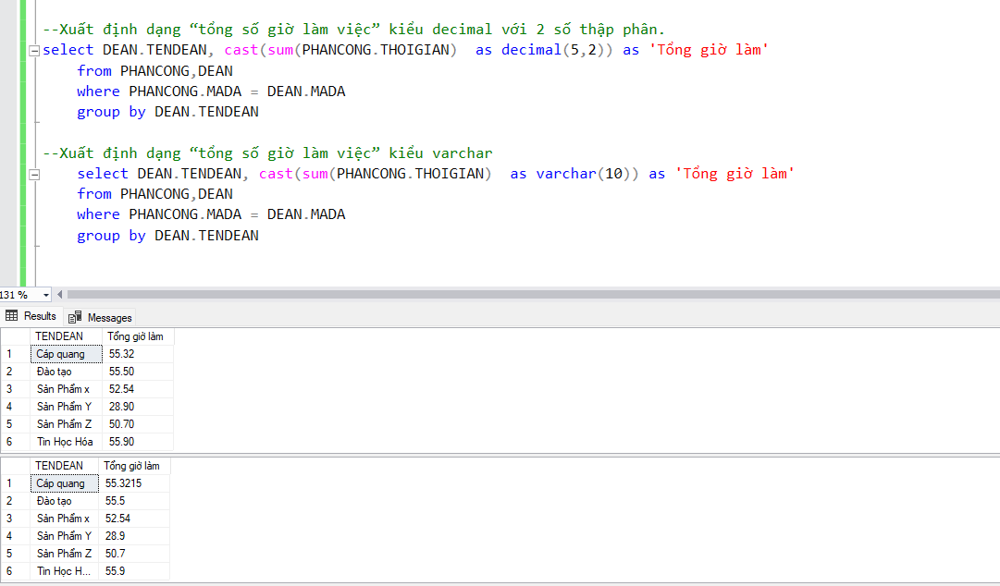 --Xuất định dạng “tổng số giờ làm việc” kiểu decimal với 2 số thập phân.
select DEAN.TENDEAN, cast(sum(PHANCONG.THOIGIAN)  as decimal(5,2)) as 'Tổng giờ làm'
from PHANCONG,DEAN
where PHANCONG.MADA = DEAN.MADA
group by DEAN.TENDEAN
--Xuất định dạng “tổng số giờ làm việc” kiểu varchar
select DEAN.TENDEAN, cast(sum(PHANCONG.THOIGIAN)  as varchar(10)) as 'Tổng giờ làm'
from PHANCONG,DEAN
where PHANCONG.MADA = DEAN.MADA
group by DEAN.TENDEAN
131 %
Results Messages
TENDEAN Tổng giờ làm
1 Cáp quang 55.32
2 Đào tạo 55.50
3 Sản Phẩm x 52.54
4 Sản Phẩm Y 28.90
5 Sản Phẩm Z 50.70
6 Tin Học Hóa 55.90
TENDEAN Tổng giờ làm
1 Cáp quang 55.3215
2 Đào tạo 55.5
3 Sản Phẩm x 52.54
4 Sản Phẩm Y 28.9
5 Sản Phẩm Z 50.7
6 Tin Học H... 55.9